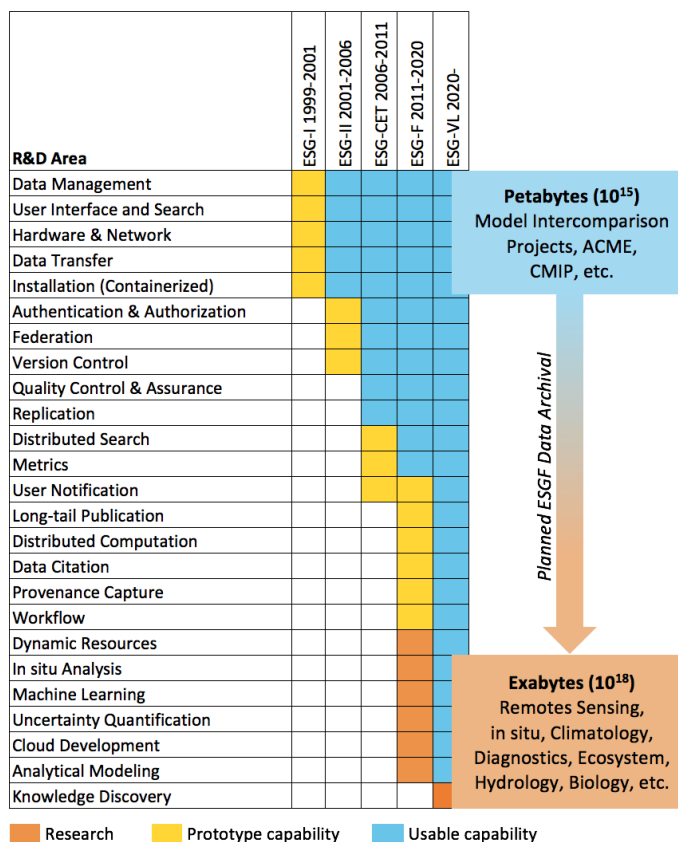 R&D Area
ESG-I 1999-2001
ESG-II 2001-2006
ESG-CET 2006-2011
ESG-F 2011-2020
ESG-VL 2020-
Data Management
User Interface and Search
Hardware & Network
Data Transfer
Installation (Containerized)
Authentication & Authorization
Federation
Version Control
Quality Control & Assurance
Replication
Distributed Search
Metrics
User Notification
Long-tail Publication
Distributed Computation
Data Citation
Provenance Capture
Workflow
Dynamic Resources
In situ Analysis
Machine Learning
Uncertainty Quantification
Cloud Development
Analytical Modeling
Knowledge Discovery
Petabytes (10¹⁵)
Model Intercomparison
Projects, ACME,
CMIP, etc.
Planned ESGF Data Archival
Exabytes (10¹⁸)
Remotes Sensing,
in situ, Climatology,
Diagnostics, Ecosystem,
Hydrology, Biology, etc.
Research
Prototype capability
Usable capability